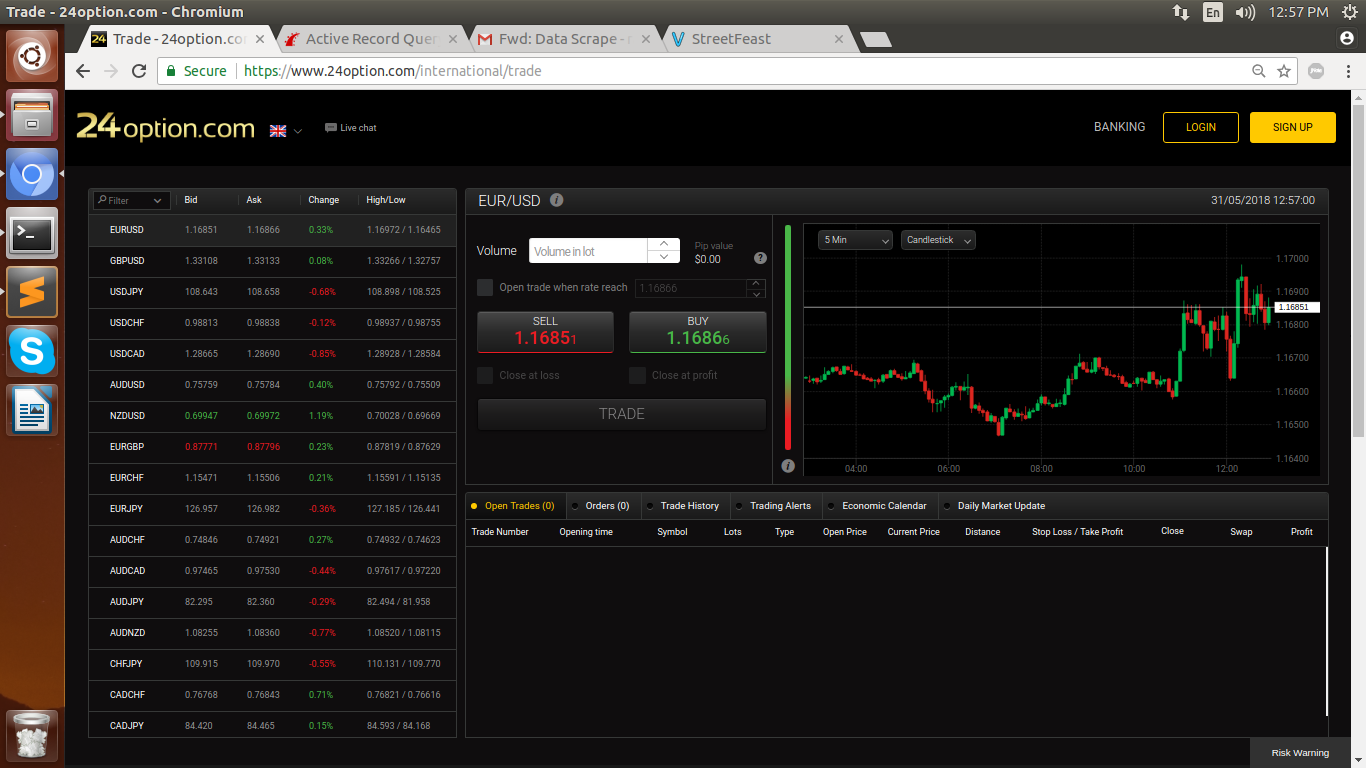 Trade - 24option.com - Chromium
En 12:57 PM
Trade - 24option.co
Active Record Quer
Fwd: Data Scrape -
StreetFeast
Secure https://www.24option.com/international/trade
24option.com
Live chat
BANKING
LOGIN
SIGN UP
Filter Bid Ask Change High/Low
EURUSD 1.16851 1.16866 0.33% 1.16972 / 1.16465
GBPUSD 1.33108 1.33133 0.08% 1.33266 / 1.32757
USDJPY 108.643 108.658 -0.68% 108.898 / 108.525
USDCHF 0.98813 0.98838 -0.12% 0.98937 / 0.98755
USDCAD 1.28665 1.28690 -0.85% 1.28928 / 1.28584
AUDUSD 0.75759 0.75784 0.40% 0.75792 / 0.75509
NZDUSD 0.69947 0.69972 1.19% 0.70028 / 0.69669
EURGBP 0.87771 0.87796 0.23% 0.87819 / 0.87629
EURCHF 1.15471 1.15506 0.21% 1.15591 / 1.15135
EURJPY 126.957 126.982 -0.36% 127.185 / 126.441
AUDCHF 0.74846 0.74921 0.27% 0.74932 / 0.74623
AUDCAD 0.97465 0.97530 -0.44% 0.97617 / 0.97220
AUDJPY 82.295 82.360 -0.29% 82.494 / 81.958
AUDNZD 1.08255 1.08360 -0.77% 1.08520 / 1.08115
CHFJPY 109.915 109.970 -0.55% 110.131 / 109.770
CADCHF 0.76768 0.76843 0.71% 0.76821 / 0.76616
CADJPY 84.420 84.465 0.15% 84.593 / 84.168
EUR/USD
31/05/2018 12:57:00
Volume
Volume in lot
Pip value
$0.00
?
Open trade when rate reach 1.16866
SELL
1.16851
BUY
1.16866
Close at loss
Close at profit
TRADE
5 Min
Candlestick
1.17000
1.16900
1.16851
1.16800
1.16700
1.16600
1.16500
1.16400
04:00 06:00 08:00 10:00 12:00
Open Trades (0) Orders (0) Trade History Trading Alerts Economic Calendar Daily Market Update
Trade Number Opening time Symbol Lots Type Open Price Current Price Distance Stop Loss / Take Profit Close Swap Profit
Risk Warning